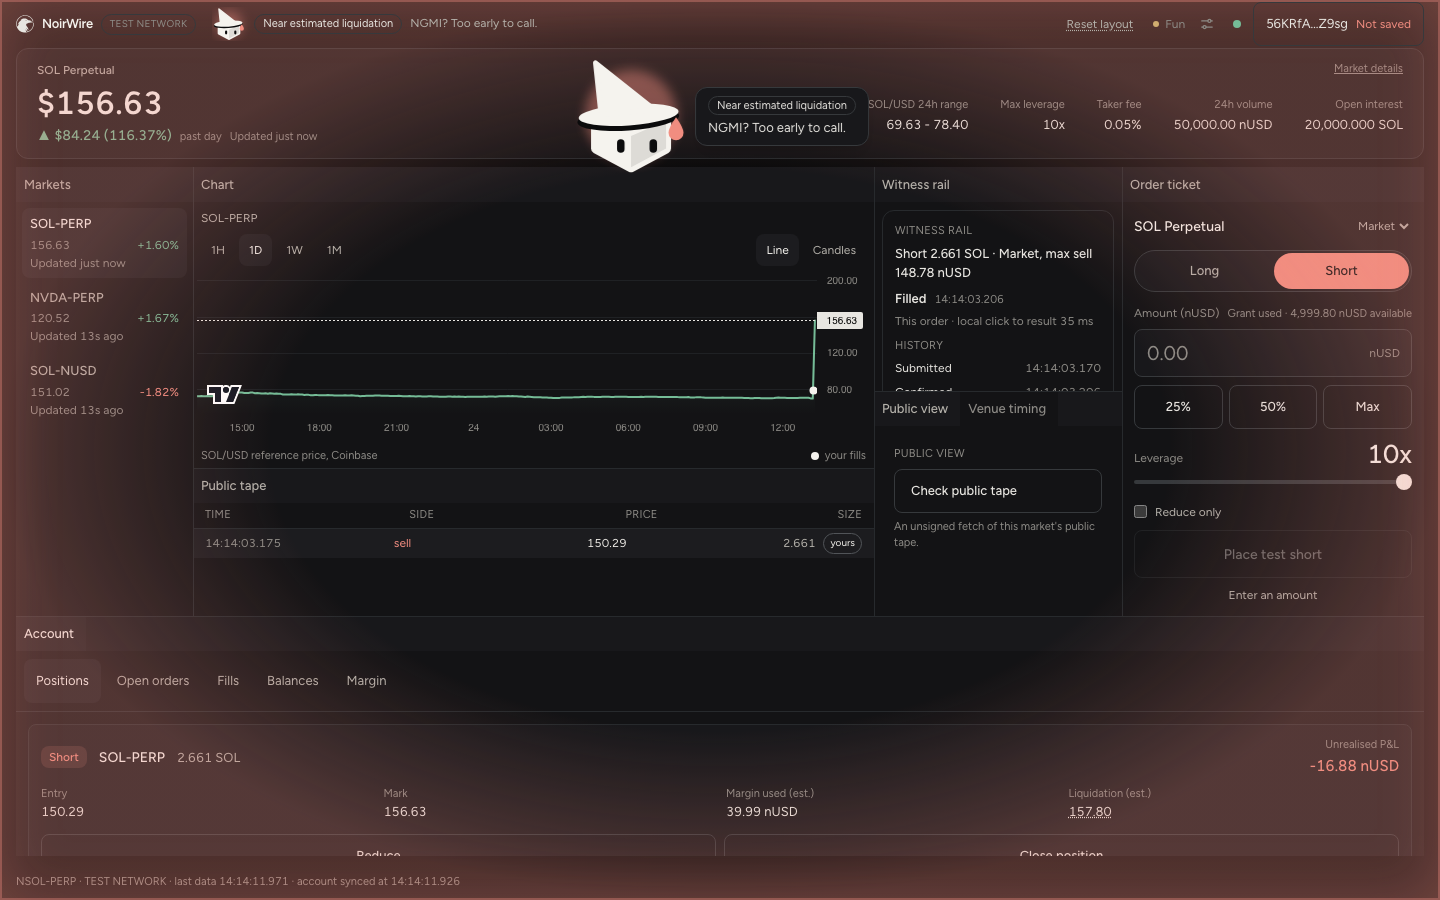 NoirWire TEST NETWORK Near estimated liquidation NGMI? Too early to call. Reset layout Fun 56KRfA...Z9sg Not saved
SOL Perpetual
$156.63
▲ $84.24 (116.37%) past day Updated just now
Near estimated liquidation
NGMI? Too early to call.
Market details
SOL/USD 24h range Max leverage Taker fee 24h volume Open interest
69.63 - 78.40 10x 0.05% 50,000.00 nUSD 20,000.000 SOL
Markets
SOL-PERP
156.63 +1.60%
Updated just now
NVDA-PERP
120.52 +1.67%
Updated 13s ago
SOL-NUSD
151.02 -1.82%
Updated 13s ago
Chart
SOL-PERP
1H 1D 1W 1M Line Candles
200.00
156.63
120.00
80.00
15:00 18:00 21:00 24 03:00 06:00 09:00 12:00
SOL/USD reference price, Coinbase your fills
Public tape
TIME SIDE PRICE SIZE
14:14:03.175 sell 150.29 2.661 yours
Witness rail
WITNESS RAIL
Short 2.661 SOL · Market, max sell
148.78 nUSD
Filled 14:14:03.206
This order · local click to result 35 ms
HISTORY
Submitted 14:14:03.170
Confirmed 14:14:03.206
Public view Venue timing
PUBLIC VIEW
Check public tape
An unsigned fetch of this market's public
tape.
Order ticket
SOL Perpetual Market
Long Short
Amount (nUSD) Grant used · 4,999.80 nUSD available
0.00 nUSD
25% 50% Max
Leverage 10x
Reduce only
Place test short
Enter an amount
Account
Positions Open orders Fills Balances Margin
Short SOL-PERP 2.661 SOL
Unrealised P&L
-16.88 nUSD
Entry Mark Margin used (est.) Liquidation (est.)
150.29 156.63 39.99 nUSD 157.80
Reduce Close position
NSOL-PERP · TEST NETWORK · last data 14:14:11.971 · account synced at 14:14:11.926